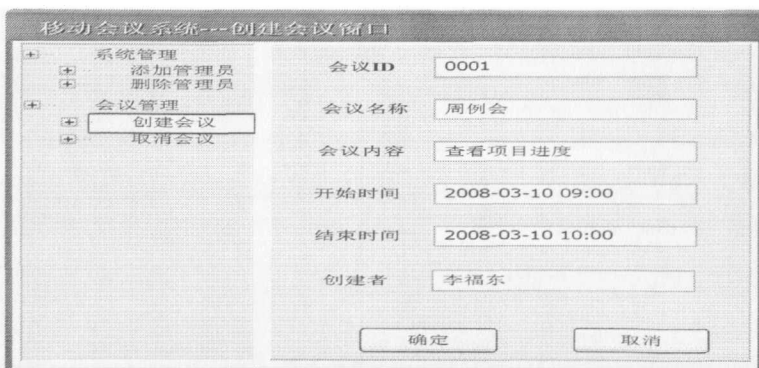 移动会议系统---创建会议窗口
系统管理
添加管理员
删除管理员
会议管理
创建会议
取消会议
会议ID 0001
会议名称 周例会
会议内容 查看项目进度
开始时间 2008-03-10 09:00
结束时间 2008-03-10 10:00
创建者 李福东
确定 取消